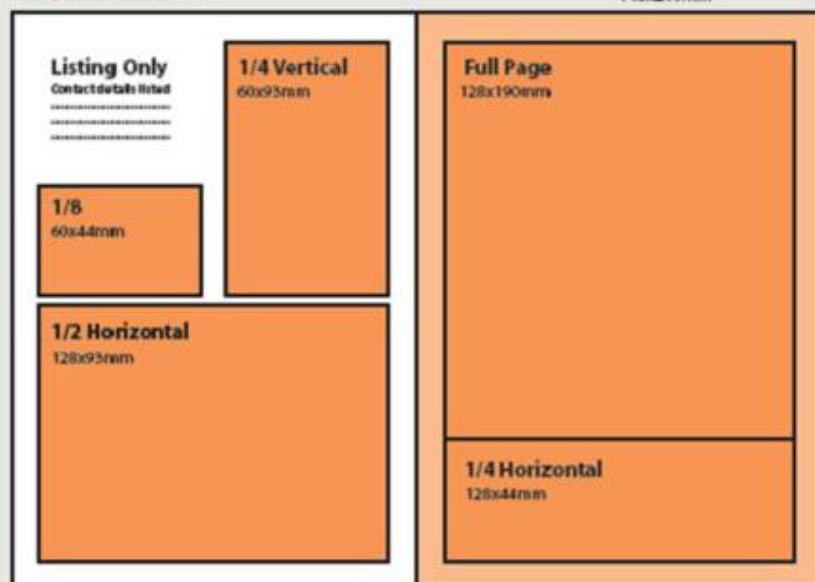 Listing Only
Contact details listed
1/4 Vertical
60x93mm
1/8
60x44mm
1/2 Horizontal
128x93mm
Full Page
128x190mm
1/4 Horizontal
128x44mm